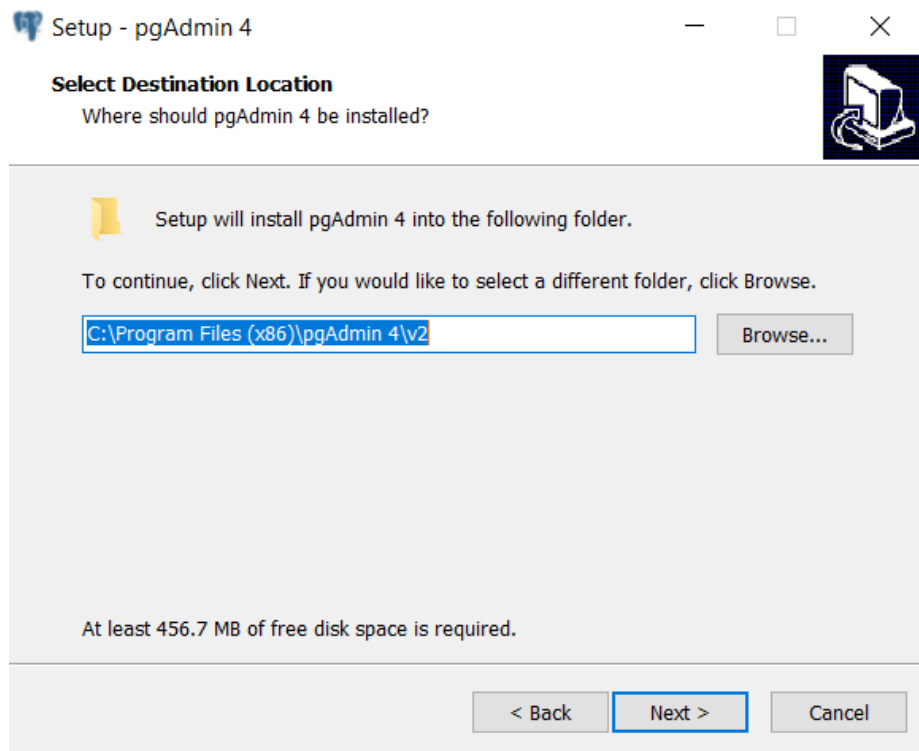 Setup - pgAdmin 4
Select Destination Location
Where should pgAdmin 4 be installed?
Setup will install pgAdmin 4 into the following folder.
To continue, click Next. If you would like to select a different folder, click Browse.
C:\Program Files (x86)\pgAdmin 4\v2
Browse...
At least 456.7 MB of free disk space is required.
< Back
Next >
Cancel